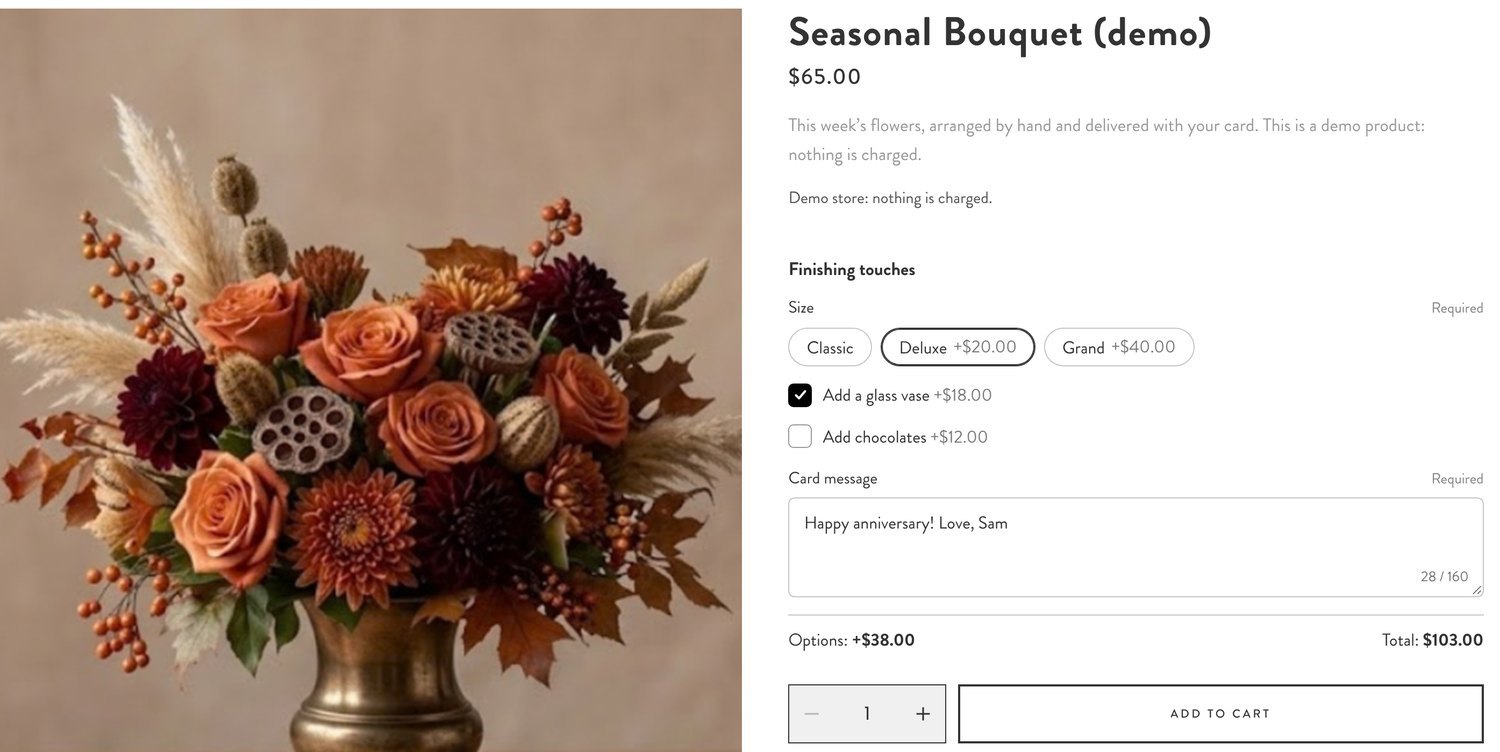 Seasonal Bouquet (demo)
$65.00
This week’s flowers, arranged by hand and delivered with your card. This is a demo product:
nothing is charged.
Demo store: nothing is charged.
Finishing touches
Size Required
Classic Deluxe +$20.00 Grand +$40.00
Add a glass vase +$18.00
Add chocolates +$12.00
Card message Required
Happy anniversary! Love, Sam
28 / 160
Options: +$38.00 Total: $103.00
1 ADD TO CART